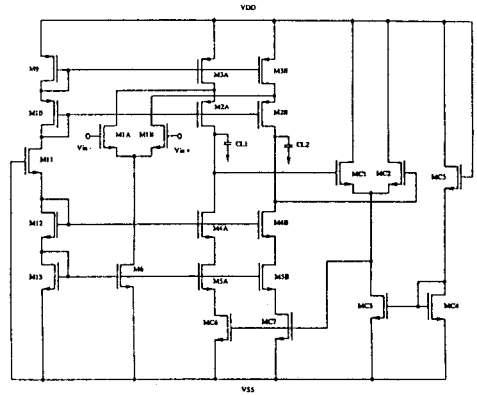 VDD
M9
M3A
M3B
M10
M2A
M2B
M1A
M1B
Vin -
Vin +
CL1
CL2
M11
MC1
MC2
MC5
M12
M4A
M4B
M13
M6
M5A
M5B
MC6
MC7
MC3
MC4
VSS